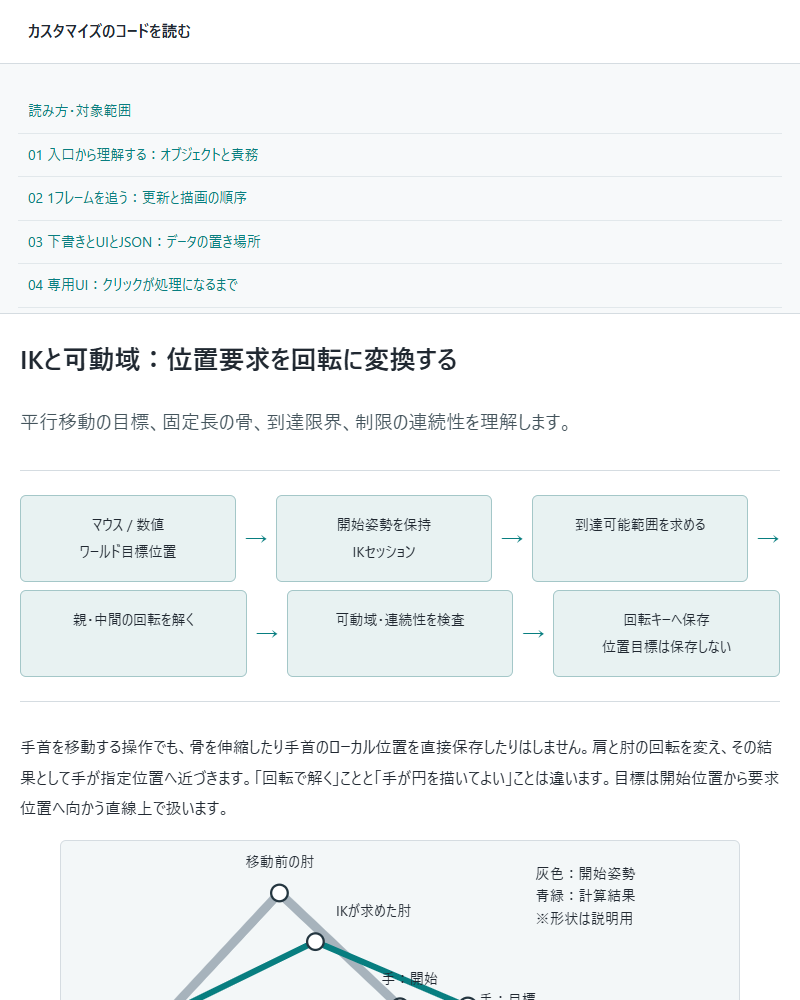 カスタマイズのコードを読む
読み方・対象範囲
01 入口から理解する：オブジェクトと責務
02 1フレームを追う：更新と描画の順序
03 下書きとUIとJSON：データの置き場所
04 専用UI：クリックが処理になるまで
IKと可動域：位置要求を回転に変換する
平行移動の目標、固定長の骨、到達限界、制限の連続性を理解します。
マウス / 数値
ワールド目標位置
→
開始姿勢を保持
IKセッション
→
到達可能範囲を求める
→
親・中間の回転を解く
→
可動域・連続性を検査
→
回転キーへ保存
位置目標は保存しない
手首を移動する操作でも、骨を伸縮したり手首のローカル位置を直接保存したりはしません。肩と肘の回転を変え、その結
果として手が指定位置へ近づきます。「回転で解く」ことと「手が円を描いてよい」ことは違います。目標は開始位置から要求
位置へ向かう直線上で扱います。
移動前の肘
灰色：開始姿勢
青緑：計算結果
※形状は説明用
IKが求めた肘
手：開始
手：目標